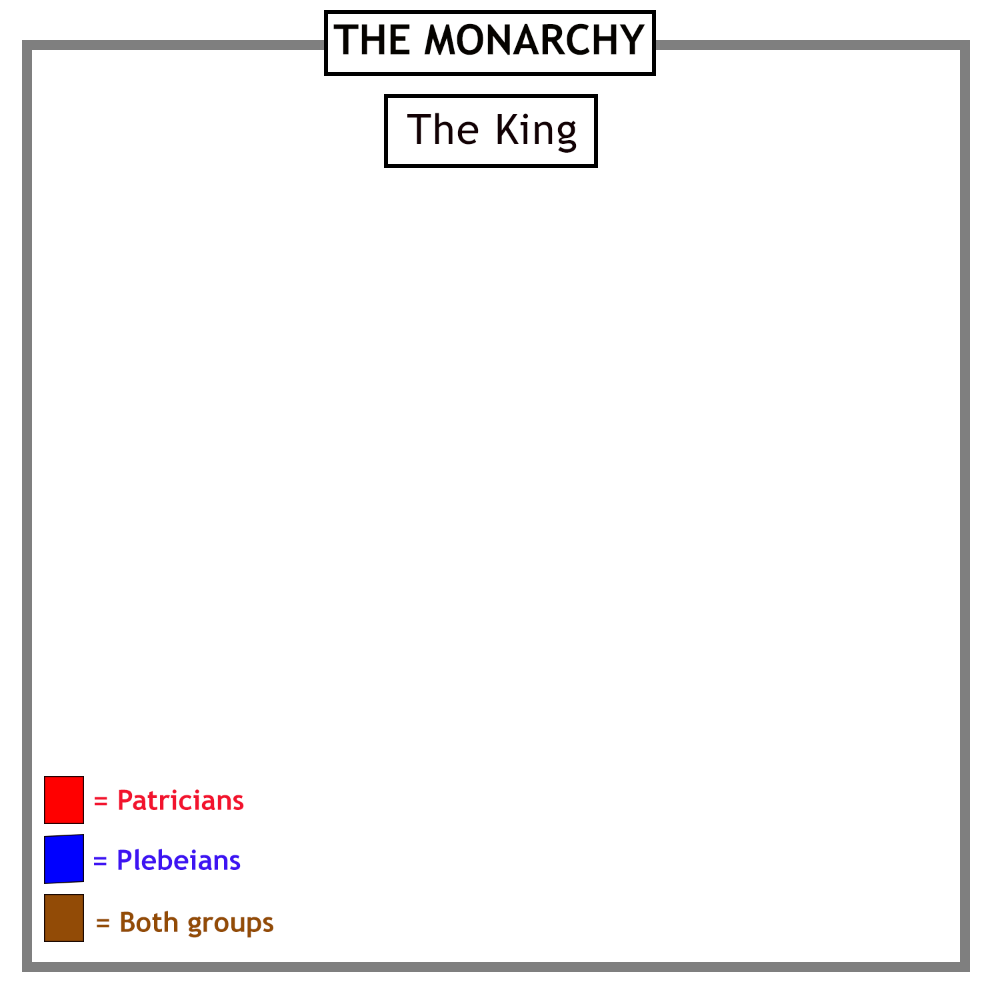 THE MONARCHY
The King
= Patricians
= Plebeians
= Both groups